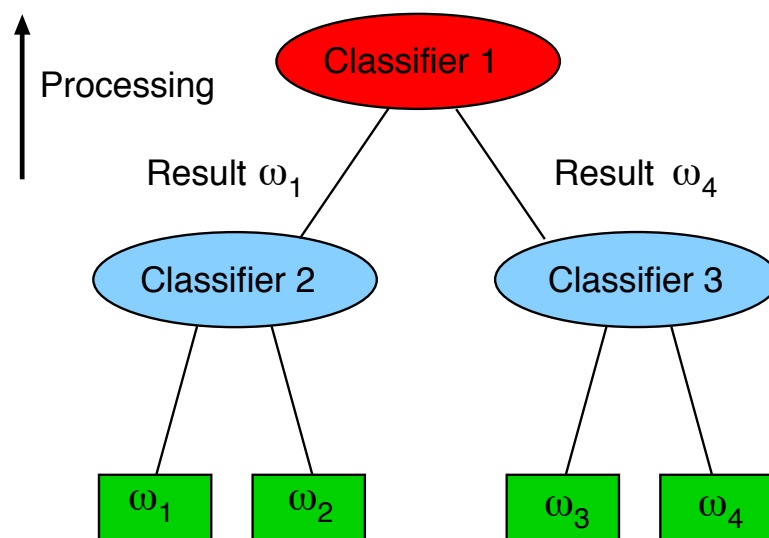 Classifier 1
Processing
Result ω₁
Result ω₄
Classifier 2
Classifier 3
ω₁
ω₂
ω₃
ω₄